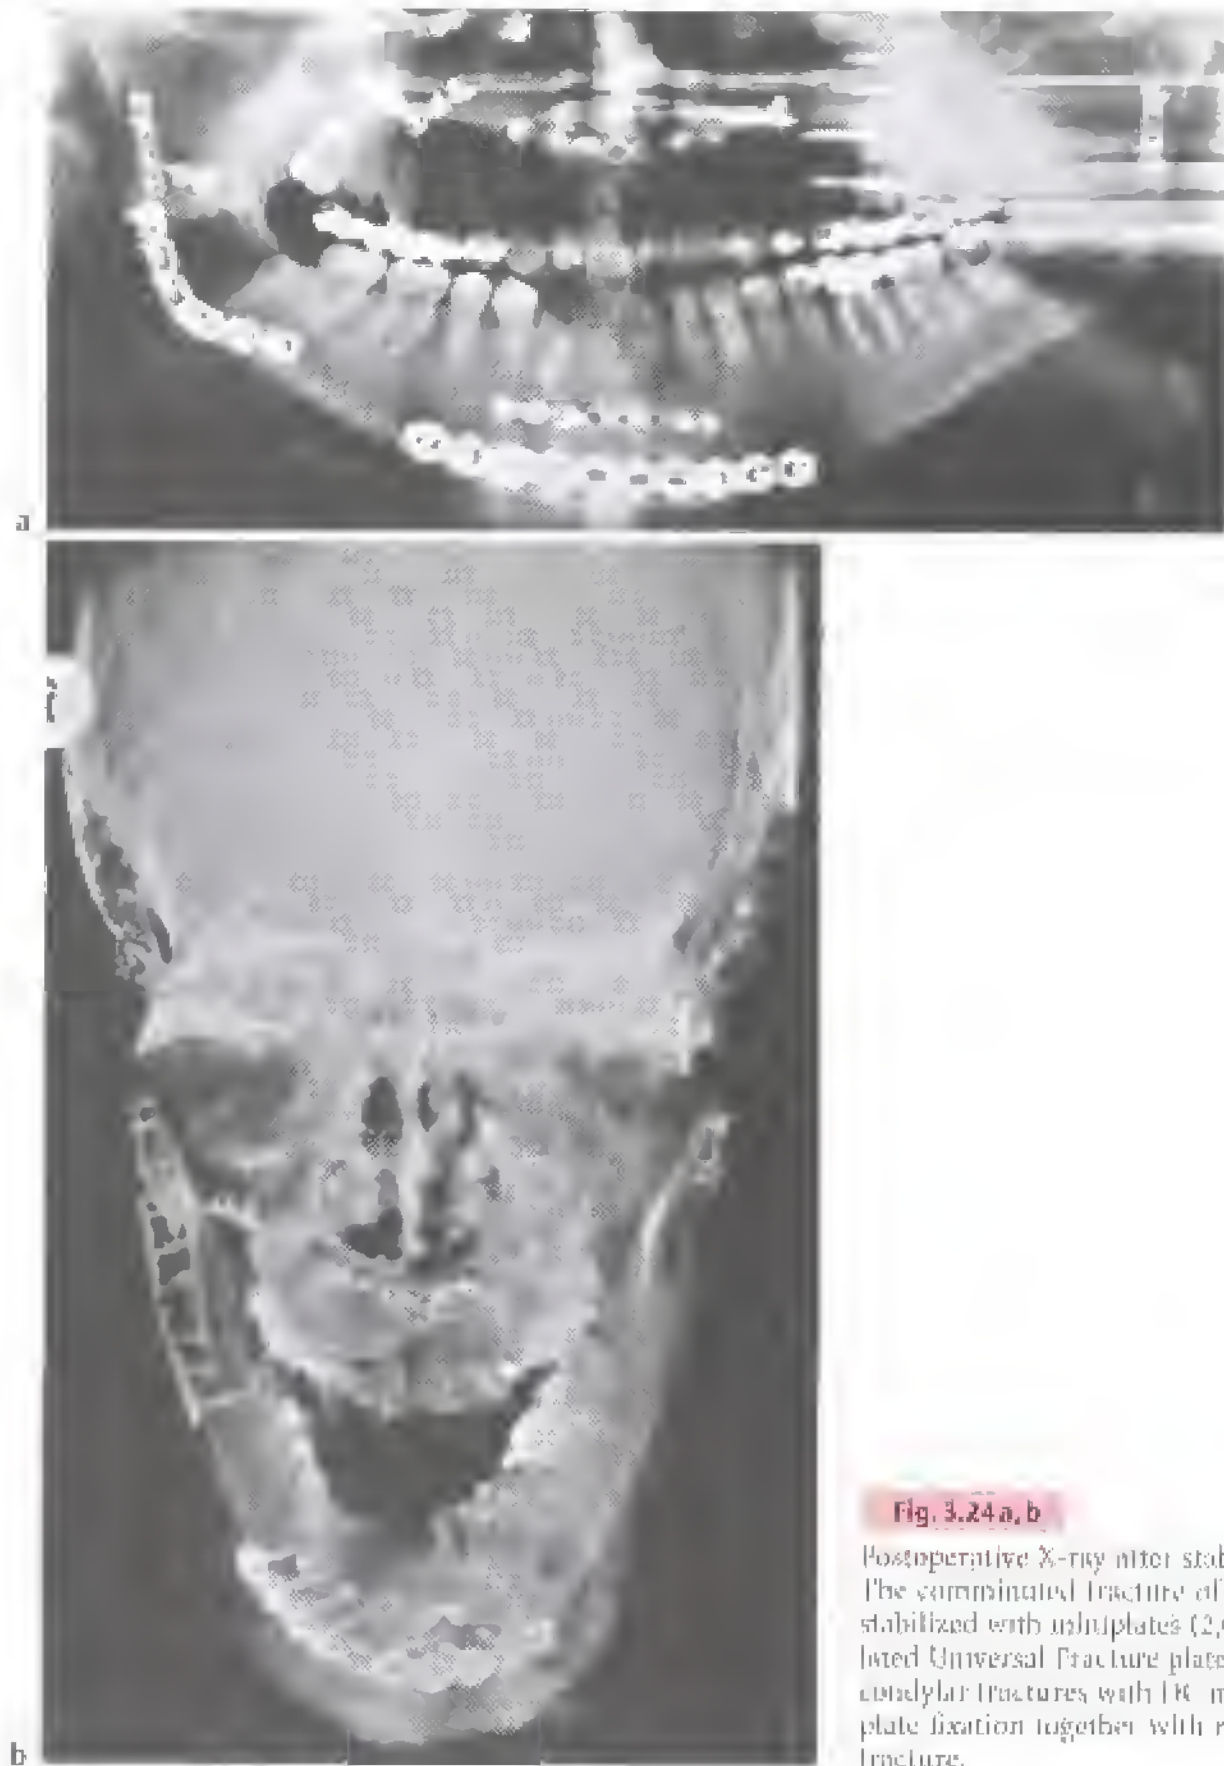 a
b
Fig. 3.24 a, b
Postoperative X-ray after stab
The comminuted fracture of
stabilized with miniplates (2,
Universal Fracture plate
condylar fractures with
plate fixation together with
fracture.